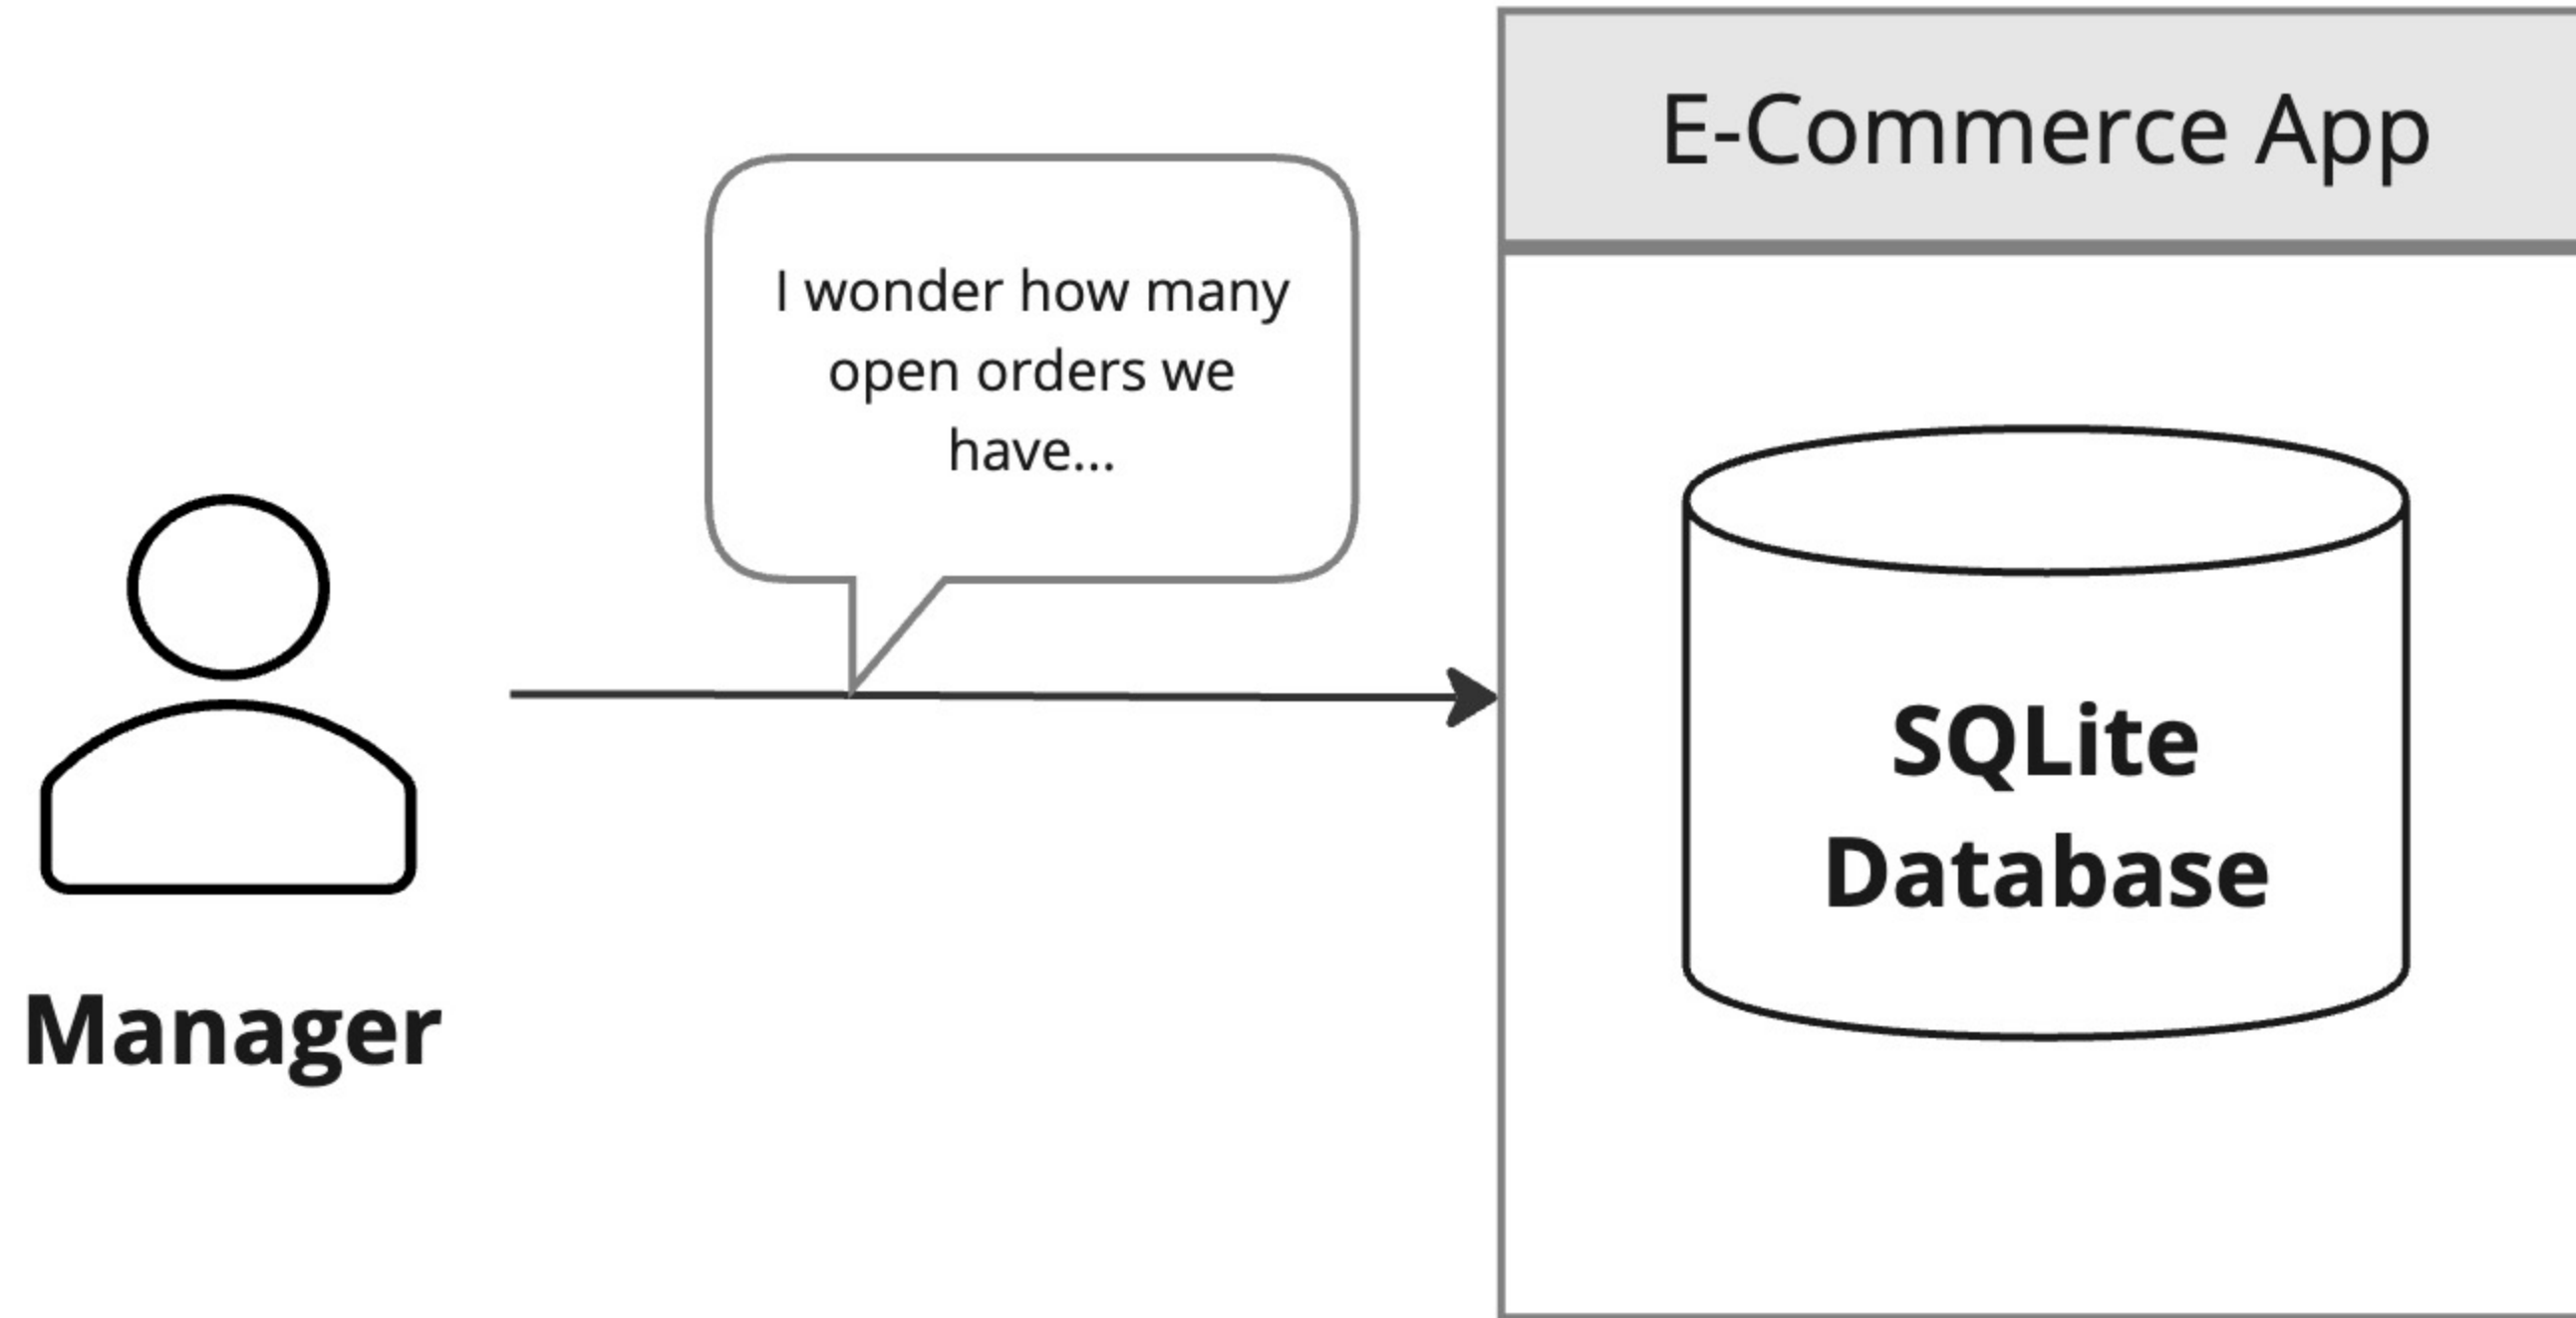 E-Commerce App
I wonder how many
open orders we
have...
SQLite
Database
Manager